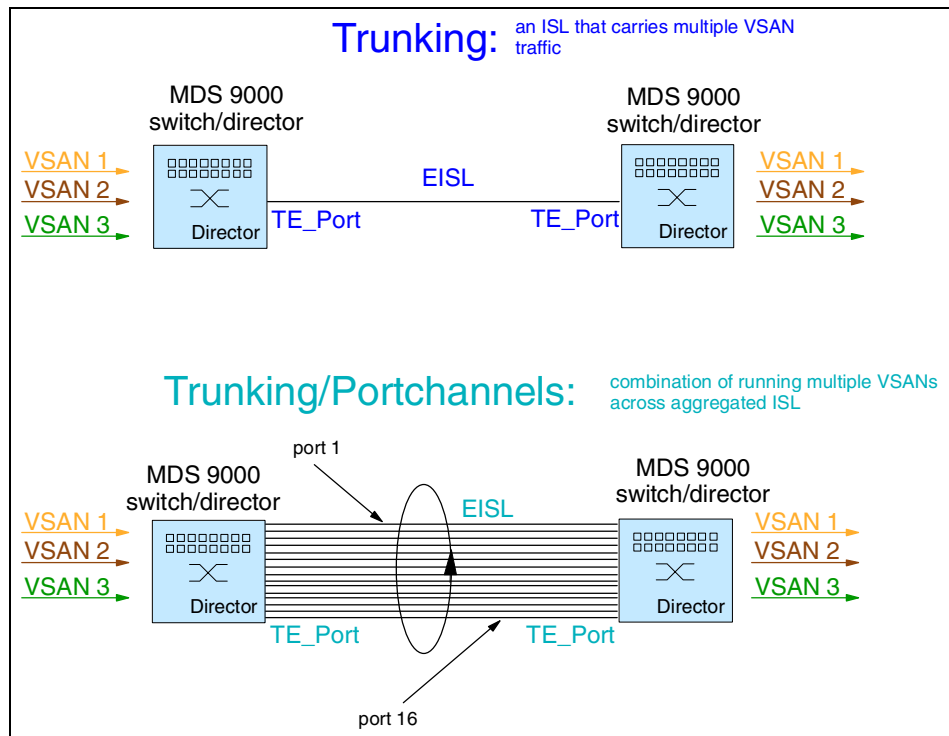 Trunking: an ISL that carries multiple VSAN
traffic
MDS 9000
switch/director
MDS 9000
switch/director
VSAN 1
VSAN 2
VSAN 3
Director
TE_Port
EISL
TE_Port
Director
VSAN 1
VSAN 2
VSAN 3
Trunking/Portchannels: combination of running multiple VSANs
across aggregated ISL
port 1
MDS 9000
switch/director
MDS 9000
switch/director
VSAN 1
VSAN 2
VSAN 3
Director
TE_Port
EISL
TE_Port
Director
VSAN 1
VSAN 2
VSAN 3
port 16